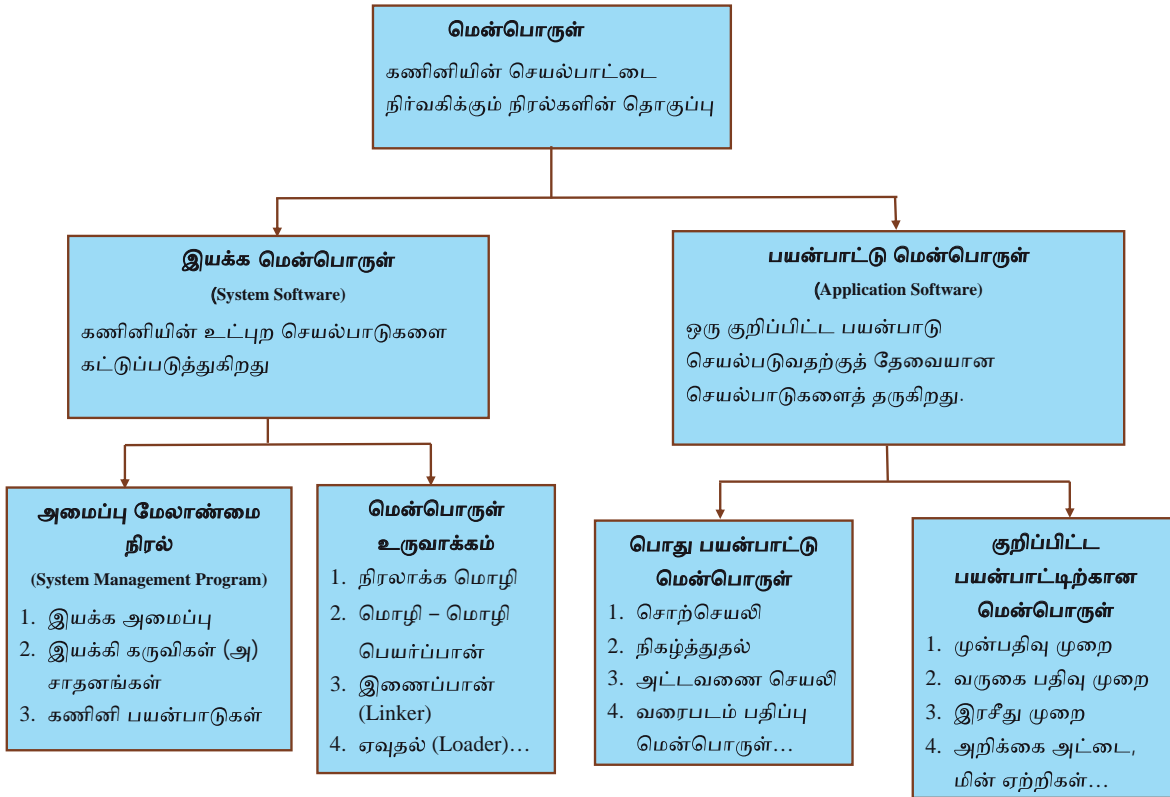 மென்பொருள்
கணினியின் செயல்பாட்டை
நிர்வகிக்கும் நிரல்களின் தொகுப்பு
இயக்க மென்பொருள்
(System Software)
கணினியின் உட்புற செயல்பாடுகளை
கட்டுப்படுத்துகிறது
பயன்பாட்டு மென்பொருள்
(Application Software)
ஒரு குறிப்பிட்ட பயன்பாடு
செயல்படுவதற்குத் தேவையான
செயல்பாடுகளைத் தருகிறது.
அமைப்பு மேலாண்மை
நிரல்
(System Management Program)
1. இயக்க அமைப்பு
2. இயக்கி கருவிகள் (அ)
சாதனங்கள்
3. கணினி பயன்பாடுகள்
மென்பொருள்
உருவாக்கம்
1. நிரலாக்க மொழி
2. மொழி – மொழி
பெயர்ப்பான்
3. இணைப்பான்
(Linker)
4. ஏவுதல் (Loader)...
பொது பயன்பாட்டு
மென்பொருள்
1. சொற்செயலி
2. நிகழ்த்துதல்
3. அட்டவணை செயலி
4. வரைபடம் பதிப்பு
மென்பொருள்...
குறிப்பிட்ட
பயன்பாட்டிற்கான
மென்பொருள்
1. முன்பதிவு முறை
2. வருகை பதிவு முறை
3. இரசீது முறை
4. அறிக்கை அட்டை,
மின் ஏற்றிகள்...